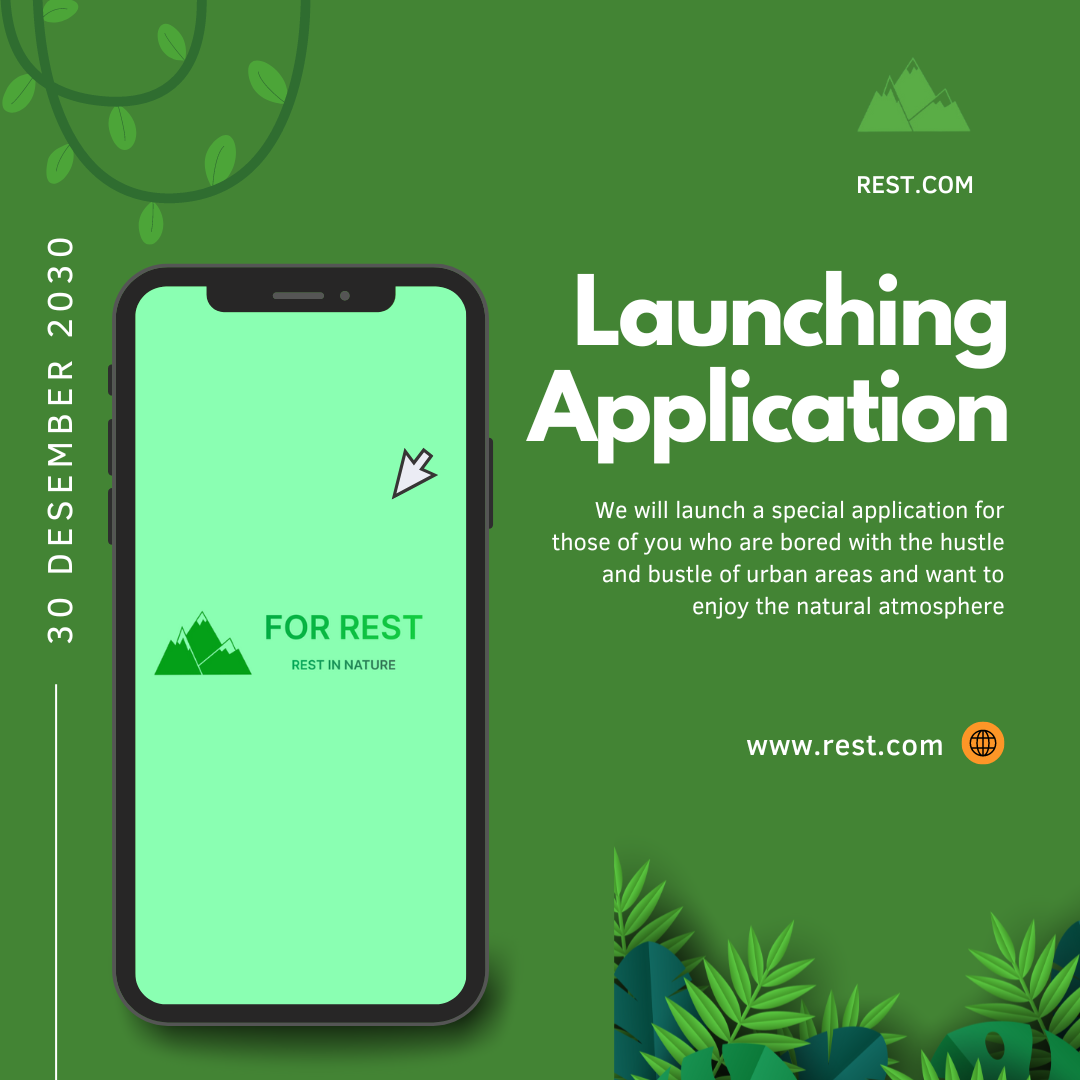 REST.COM
30 DESEMBER 2030
Launching
Application
We will launch a special application for
those of you who are bored with the hustle
and bustle of urban areas and want to
enjoy the natural atmosphere
FOR REST
REST IN NATURE
www.rest.com